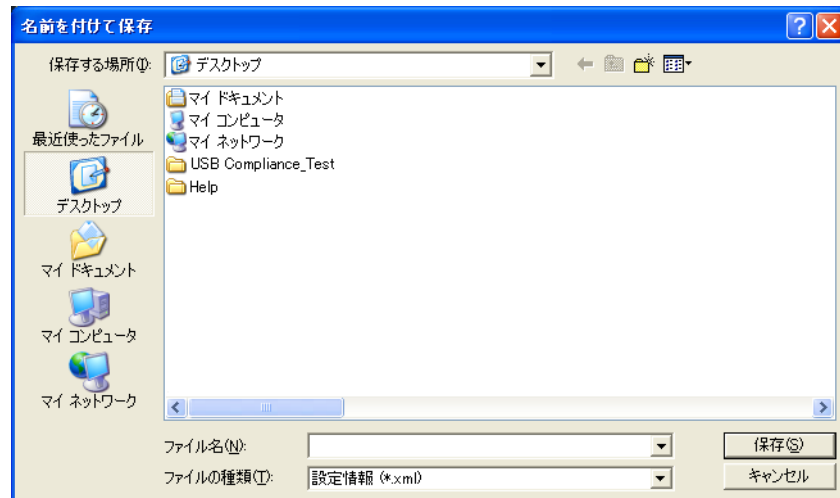 名前を付けて保存
保存する場所(I):
デスクトップ
最近使ったファイル
デスクトップ
マイ ドキュメント
マイ コンピュータ
マイ ネットワーク
マイ ドキュメント
マイ コンピュータ
マイ ネットワーク
USB Compliance_Test
Help
ファイル名(N):
保存(S)
ファイルの種類(T):
設定情報 (*.xml)
キャンセル